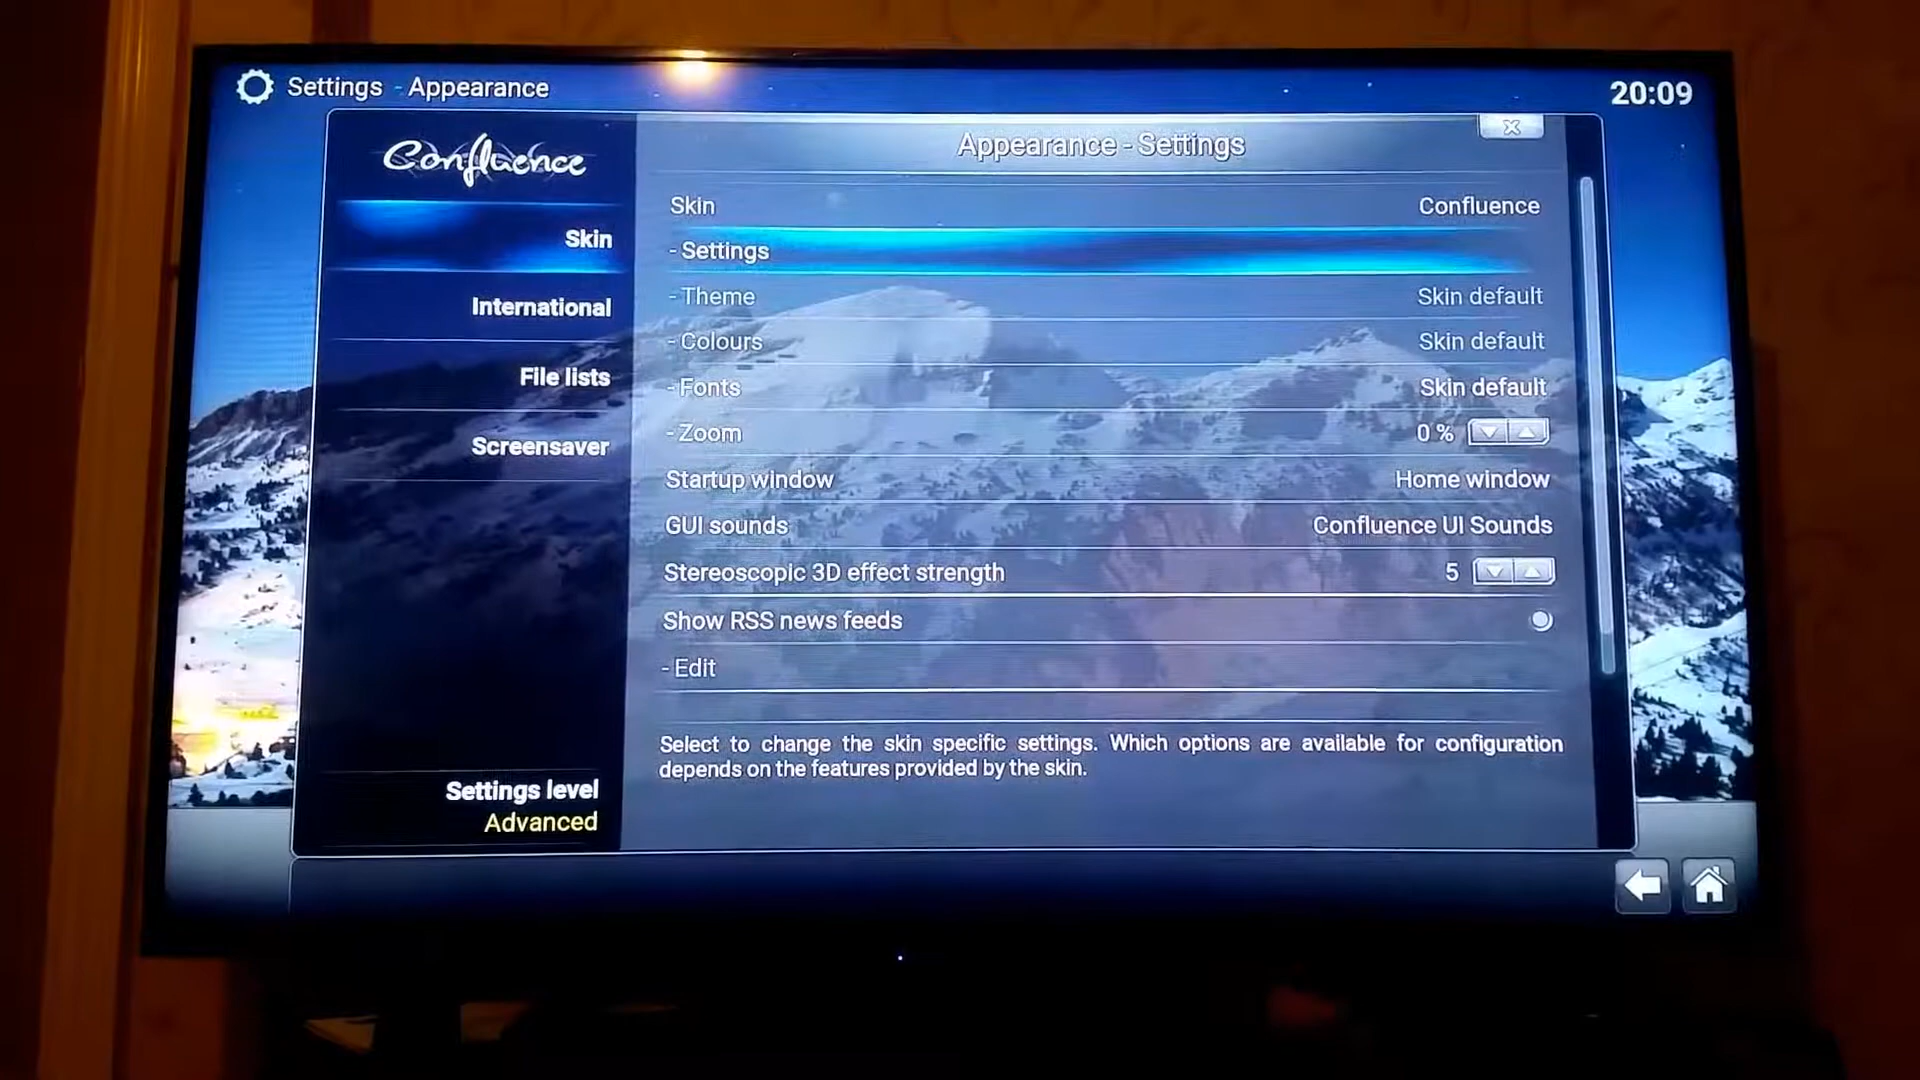 Settings - Appearance
20:09
Confluence
Appearance - Settings
Skin
International
File lists
Screensaver
Settings level
Advanced
Skin Confluence
- Settings
- Theme Skin default
- Colours Skin default
- Fonts Skin default
- Zoom 0 %
Startup window Home window
GUI sounds Confluence UI Sounds
Stereoscopic 3D effect strength 5
Show RSS news feeds
- Edit
Select to change the skin specific settings. Which options are available for configuration
depends on the features provided by the skin.